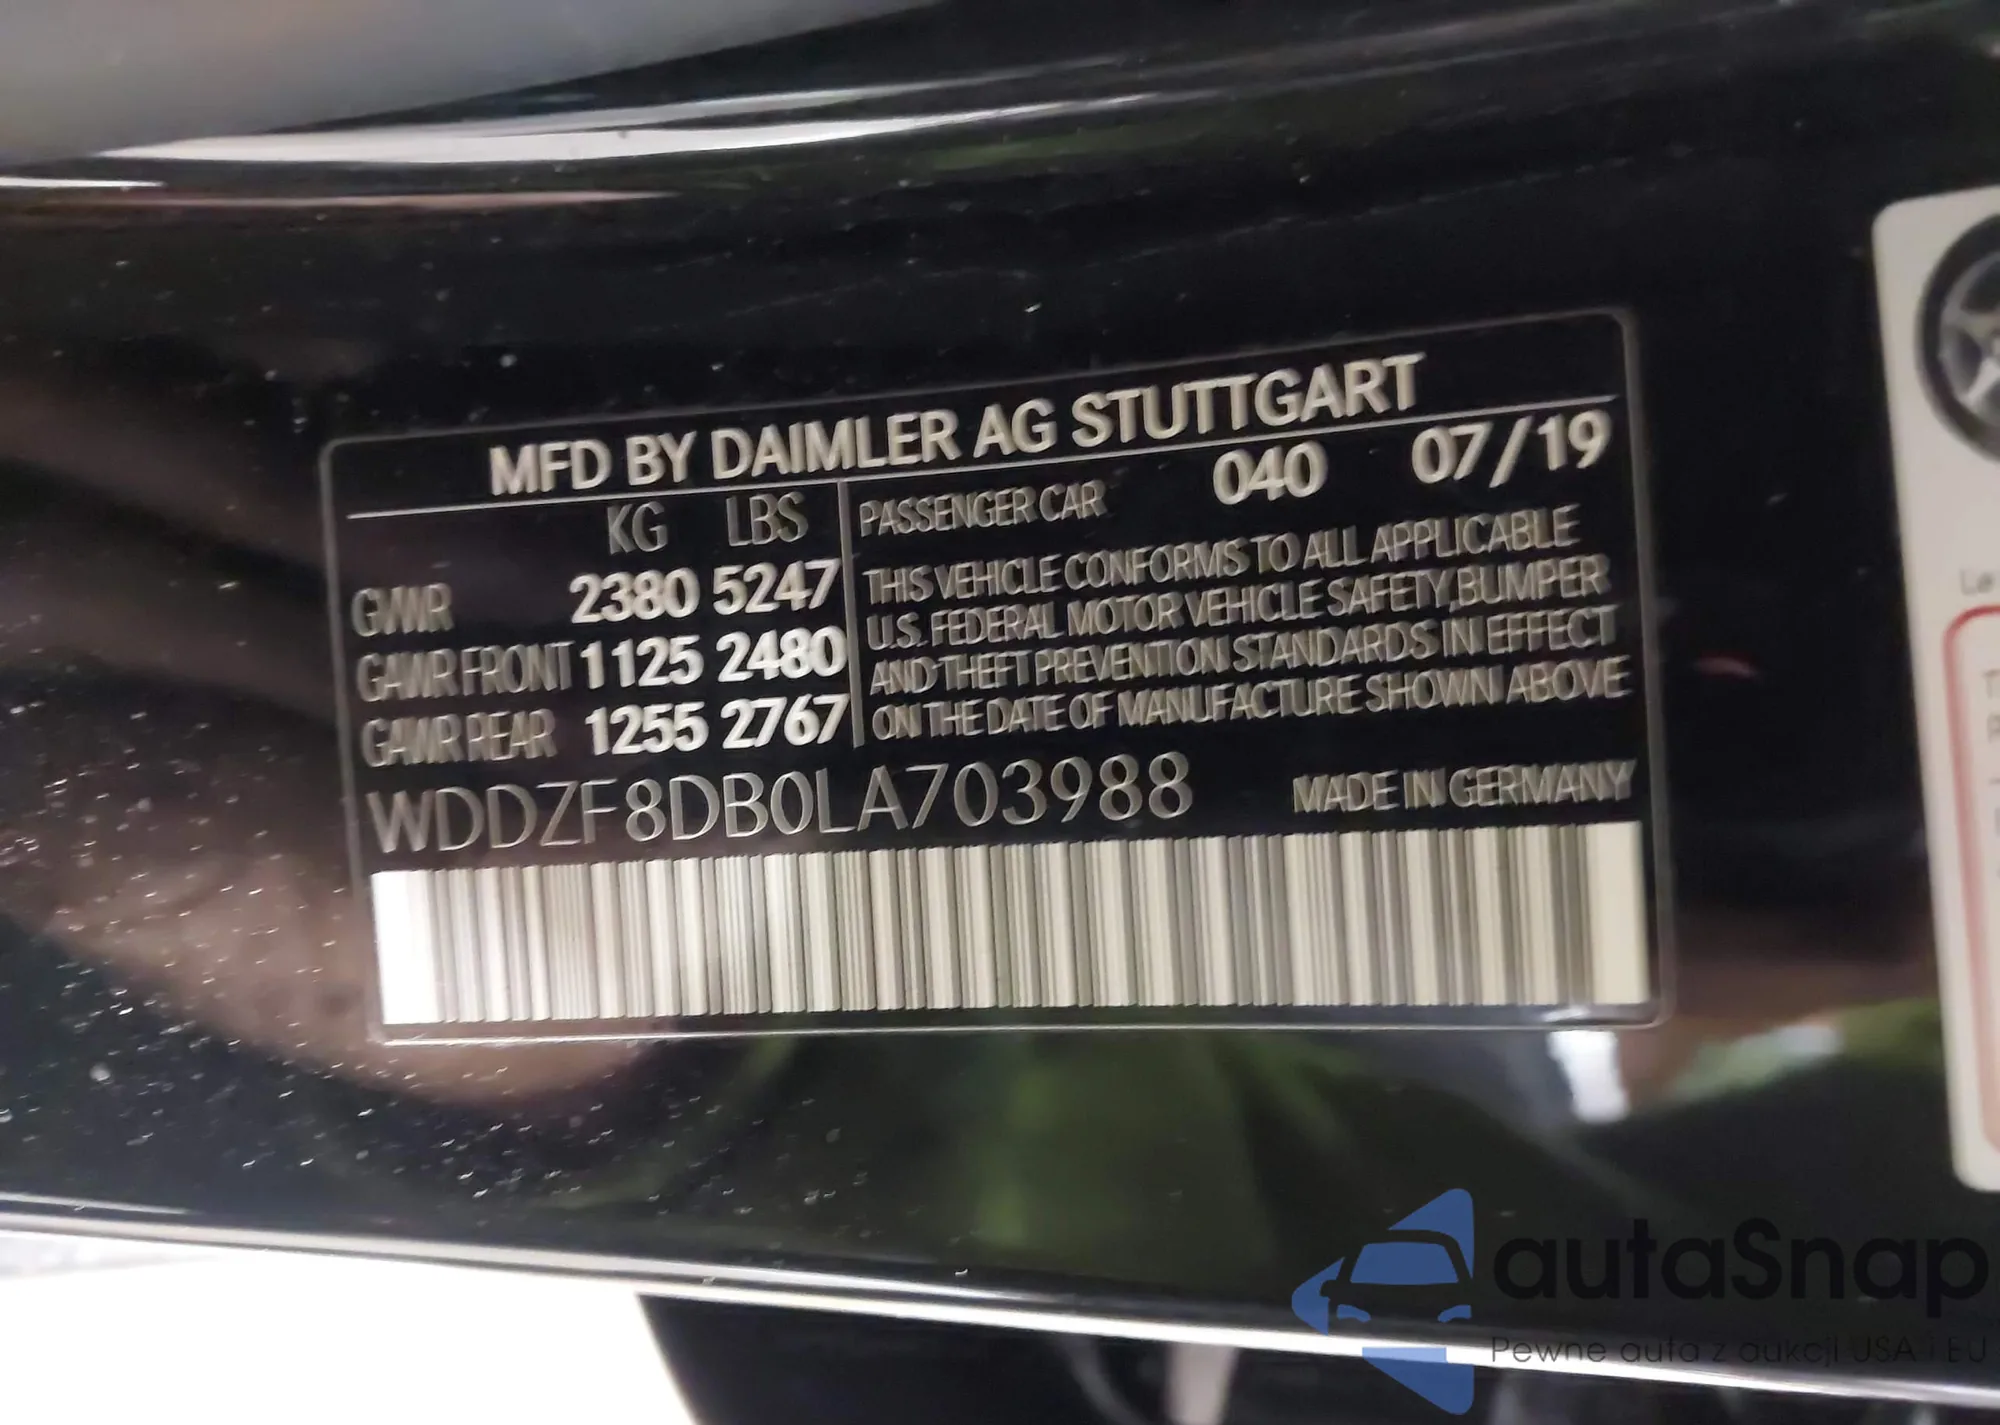 MFD BY DAIMLER AG STUTTGART
KG LBS
GVWR 2380 5247
GAWR FRONT 1125 2480
GAWR REAR 1255 2767
PASSENGER CAR 040 07/19
THIS VEHICLE CONFORMS TO ALL APPLICABLE
U.S. FEDERAL MOTOR VEHICLE SAFETY, BUMPER
AND THEFT PREVENTION STANDARDS IN EFFECT
ON THE DATE OF MANUFACTURE SHOWN ABOVE
WDDZF8DB0LA703988 MADE IN GERMANY
autaSnap
Pewne auta z aukcji USA i EU